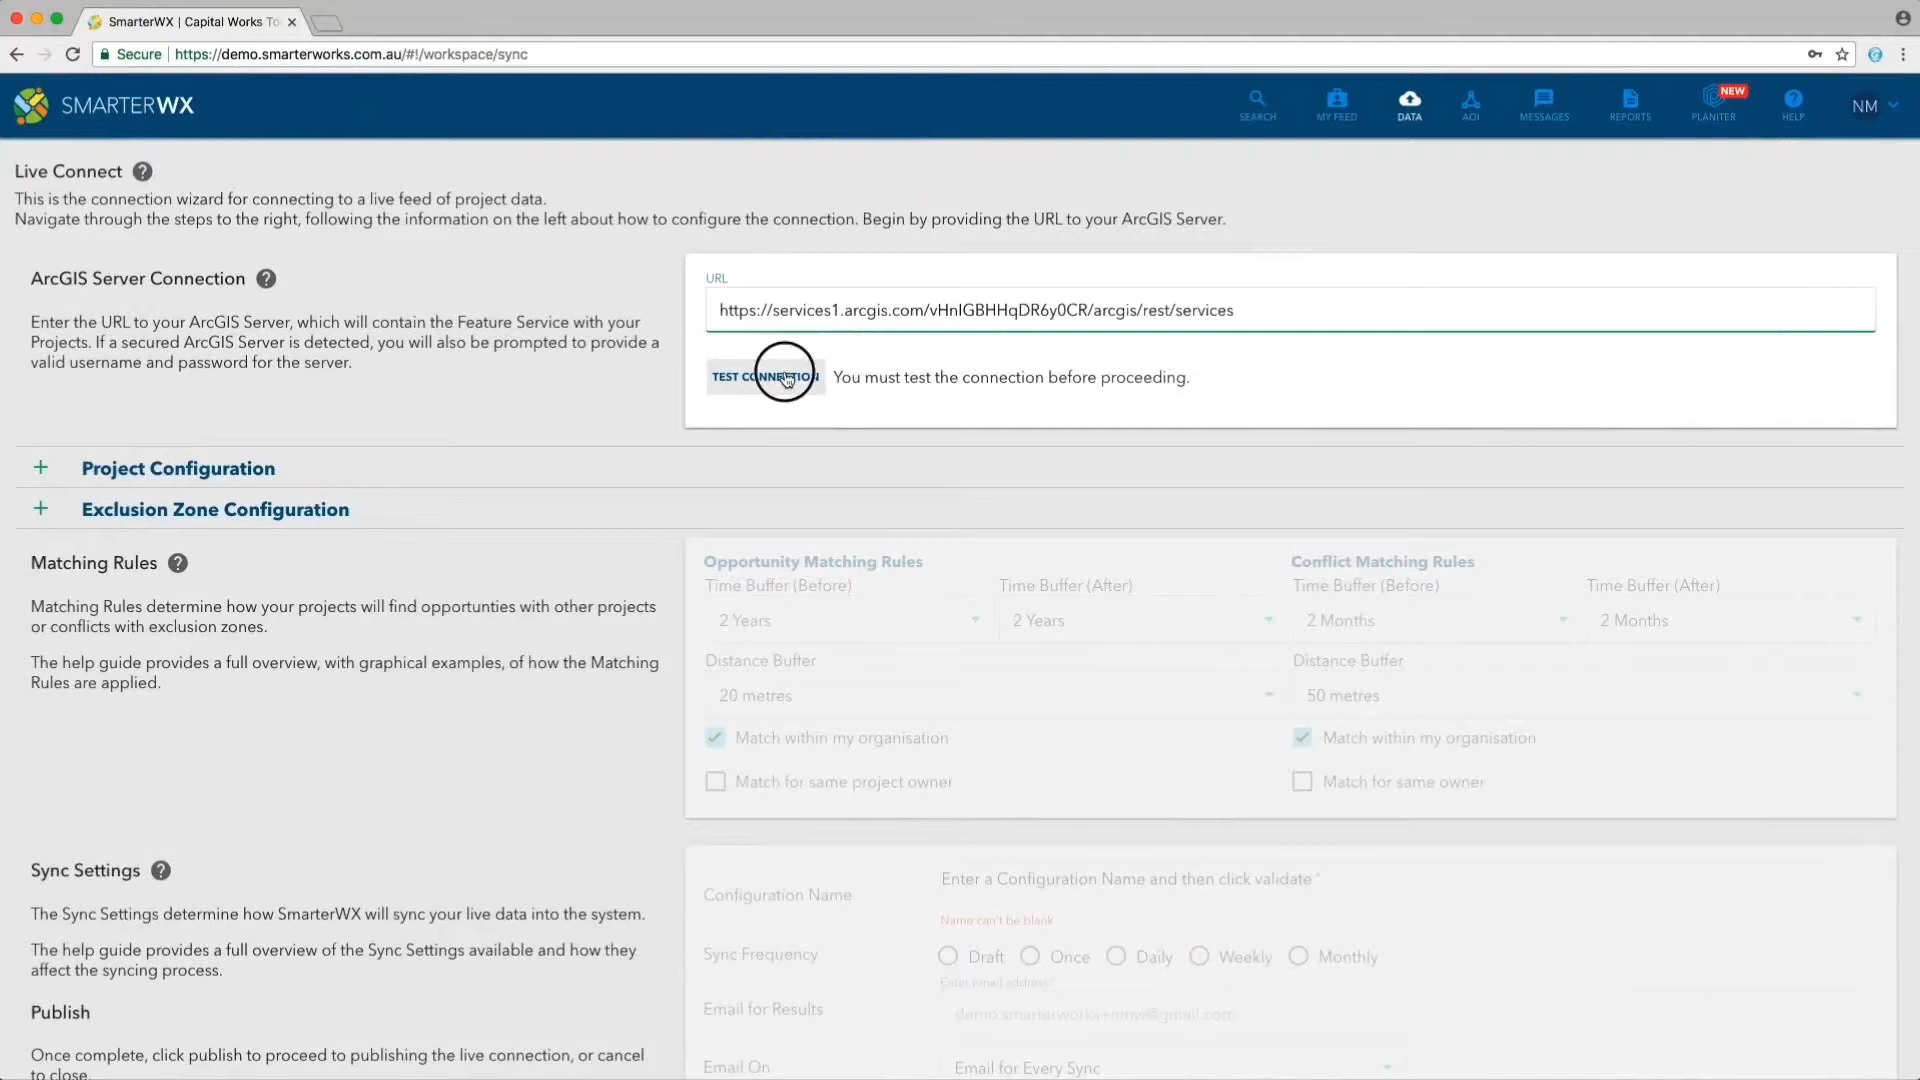 SmarterWX | Capital Works To
Secure | https://demo.smarterworks.com.au/#!/workspace/sync
SMARTERWX
SEARCH
MY FEED
DATA
AOI
MESSAGES
REPORTS
NEW
PLANITER
HELP
NM
Live Connect
This is the connection wizard for connecting to a live feed of project data.
Navigate through the steps to the right, following the information on the left about how to configure the connection. Begin by providing the URL to your ArcGIS Server.
ArcGIS Server Connection
Enter the URL to your ArcGIS Server, which will contain the Feature Service with your
Projects. If a secured ArcGIS Server is detected, you will also be prompted to provide a
valid username and password for the server.
URL
https://services1.arcgis.com/vHnIGBHHqDR6y0CR/arcgis/rest/services
TEST CONNECTION You must test the connection before proceeding.
+ Project Configuration
+ Exclusion Zone Configuration
Matching Rules
Matching Rules determine how your projects will find opportunties with other projects
or conflicts with exclusion zones.
The help guide provides a full overview, with graphical examples, of how the Matching
Rules are applied.
Opportunity Matching Rules
Time Buffer (Before) Time Buffer (After)
2 Years 2 Years
Distance Buffer
20 metres
Match within my organisation
Match for same project owner
Conflict Matching Rules
Time Buffer (Before) Time Buffer (After)
2 Months 2 Months
Distance Buffer
50 metres
Match within my organisation
Match for same owner
Sync Settings
The Sync Settings determine how SmarterWX will sync your live data into the system.
The help guide provides a full overview of the Sync Settings available and how they
affect the syncing process.
Configuration Name
Enter a Configuration Name and then click validate *
Name can't be blank
Sync Frequency
Draft Once Daily Weekly Monthly
Enter email address *
Email for Results
demo.smarterworks+nmw@gmail.com
Email On Email for Every Sync
Publish
Once complete, click publish to proceed to publishing the live connection, or cancel
to close.